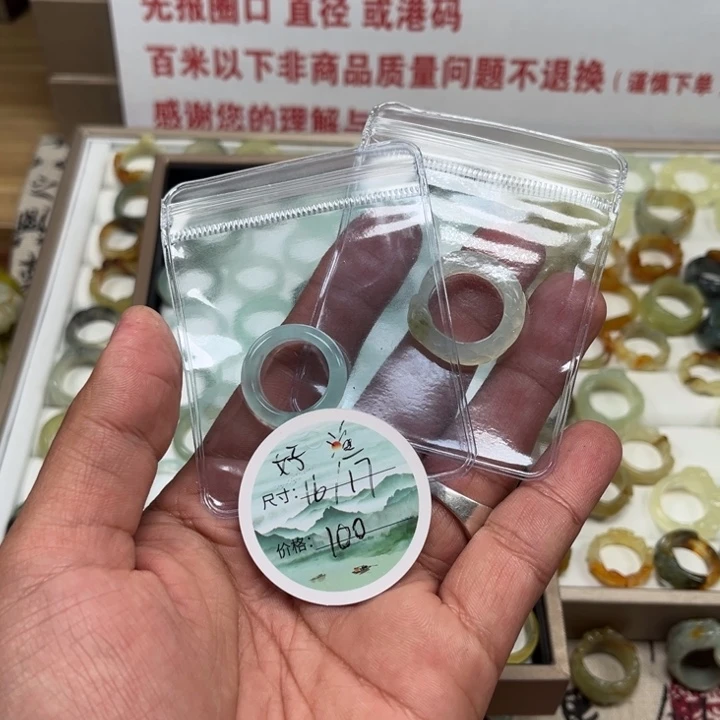 先报圈口 直径 或港码
百米以下非商品质量问题不退换(谨慎下单
感谢您的理解与
好运
尺寸:16/17
价格:100